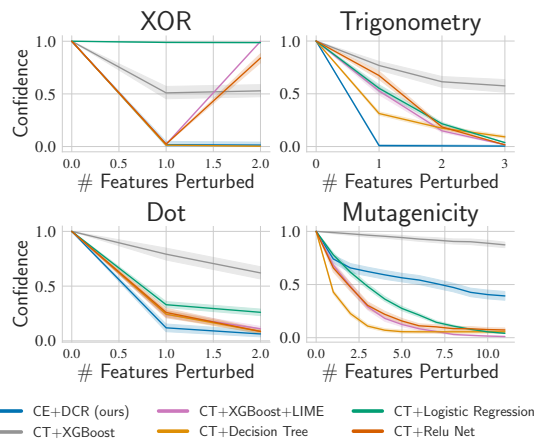 XOR
Trigonometry
1.0
0.5
0.0
Confidence
0.0 0.5 1.0 1.5 2.0
# Features Perturbed
1.0
0.5
0.0
0 1 2 3
# Features Perturbed
Dot
Mutagenicity
1.0
0.5
0.0
Confidence
0.0 0.5 1.0 1.5 2.0
# Features Perturbed
1.0
0.5
0.0
0.0 2.5 5.0 7.5 10.0
# Features Perturbed
CE+DCR (ours)
CT+XGBoost+LIME
CT+Logistic Regression
CT+XGBoost
CT+Decision Tree
CT+Relu Net